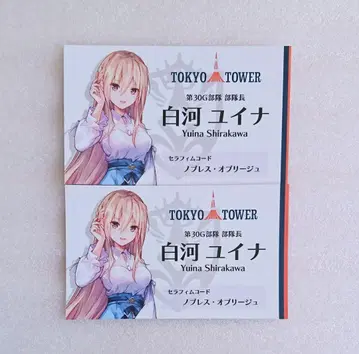 TOKYO TOWER
第30G部隊 部隊長
白河 ユイナ
Yuina Shirakawa
セラフィムコード
ノブレス・オブリージュ
TOKYO TOWER
第30G部隊 部隊長
白河 ユイナ
Yuina Shirakawa
セラフィムコード
ノブレス・オブリージュ